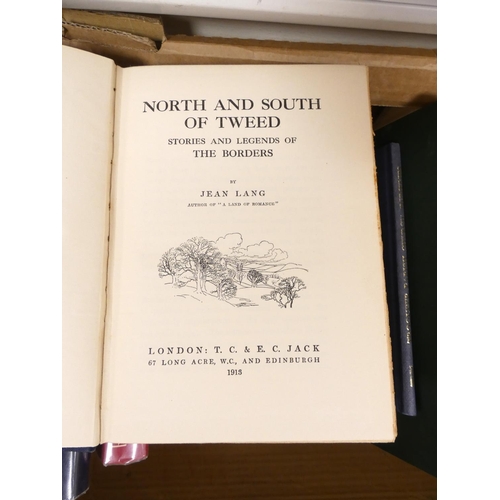 NORTH AND SOUTH
OF TWEED
STORIES AND LEGENDS OF
THE BORDERS
BY
JEAN LANG
AUTHOR OF "A LAND OF ROMANCE"
LONDON: T. C. & E. C. JACK
67 LONG ACRE, W.C., AND EDINBURGH
1913